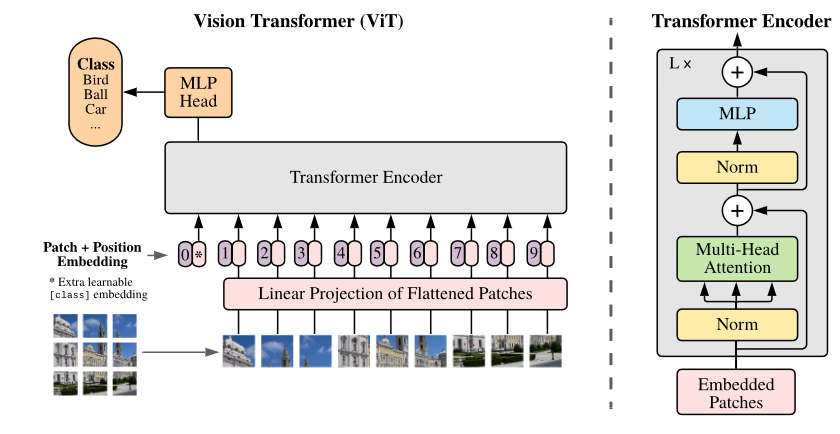 Vision Transformer (ViT)
Class
Bird
Ball
Car
...
MLP
Head
Transformer Encoder
Patch + Position
Embedding
0 * 1 2 3 4 5 6 7 8 9
* Extra learnable
[class] embedding
Linear Projection of Flattened Patches
Transformer Encoder
L x
+
MLP
Norm
+
Multi-Head
Attention
Norm
Embedded
Patches